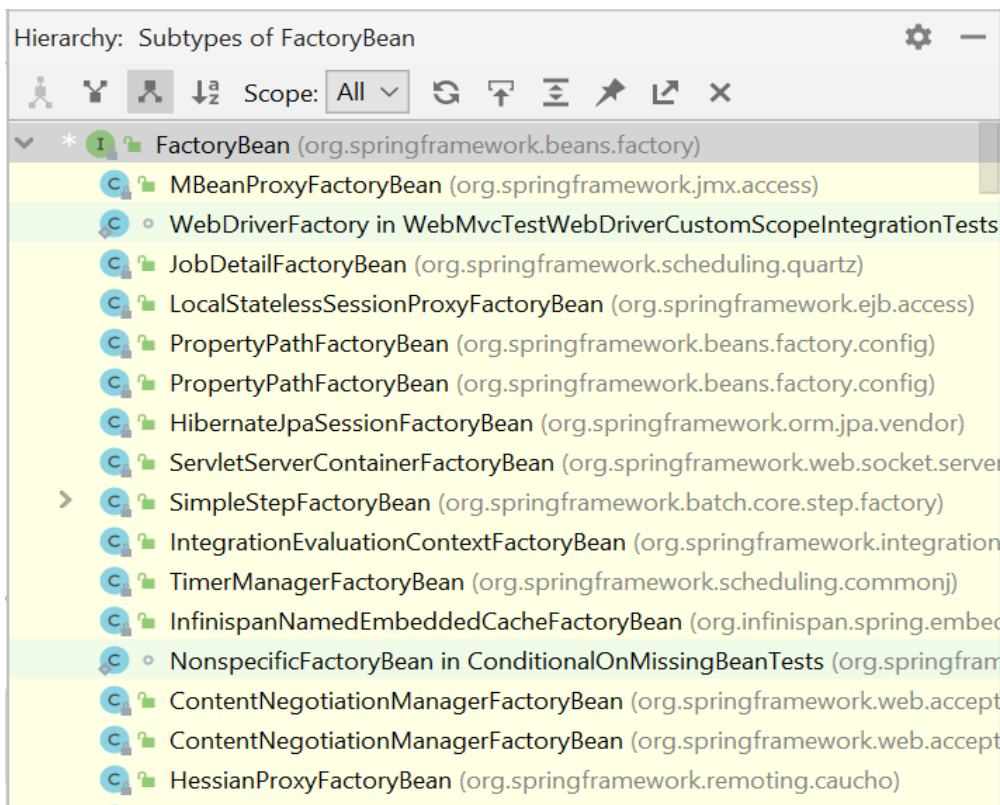 Hierarchy: Subtypes of FactoryBean
Scope: All
FactoryBean (org.springframework.beans.factory)
MBeanProxyFactoryBean (org.springframework.jmx.access)
WebDriverFactory in WebMvcTestWebDriverCustomScopeIntegrationTests
JobDetailFactoryBean (org.springframework.scheduling.quartz)
LocalStatelessSessionProxyFactoryBean (org.springframework.ejb.access)
PropertyPathFactoryBean (org.springframework.beans.factory.config)
PropertyPathFactoryBean (org.springframework.beans.factory.config)
HibernateJpaSessionFactoryBean (org.springframework.orm.jpa.vendor)
ServletServerContainerFactoryBean (org.springframework.web.socket.server
SimpleStepFactoryBean (org.springframework.batch.core.step.factory)
IntegrationEvaluationContextFactoryBean (org.springframework.integration
TimerManagerFactoryBean (org.springframework.scheduling.commonj)
InfinispanNamedEmbeddedCacheFactoryBean (org.infinispan.spring.embed
NonspecificFactoryBean in ConditionalOnMissingBeanTests (org.springfram
ContentNegotiationManagerFactoryBean (org.springframework.web.accept
ContentNegotiationManagerFactoryBean (org.springframework.web.accept
HessianProxyFactoryBean (org.springframework.remoting.caucho)